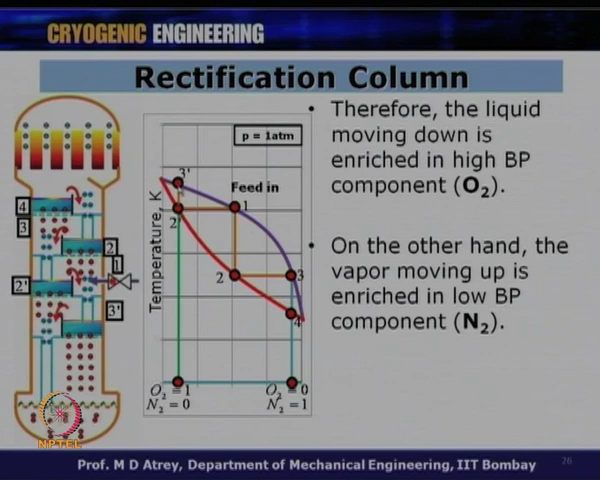 CRYOGENIC ENGINEERING
Rectification Column
• Therefore, the liquid
moving down is
enriched in high BP
component (O₂).
• On the other hand, the
vapor moving up is
enriched in low BP
component (N₂).
4
3
2
1
2'
3'
NPTEL
p = 1atm
Feed in
Temperature, K
3'
2'
1
2
3
4
O₂ = 1
N₂ = 0
O₂ = 0
N₂ = 1
Prof. M D Atrey, Department of Mechanical Engineering, IIT Bombay
26